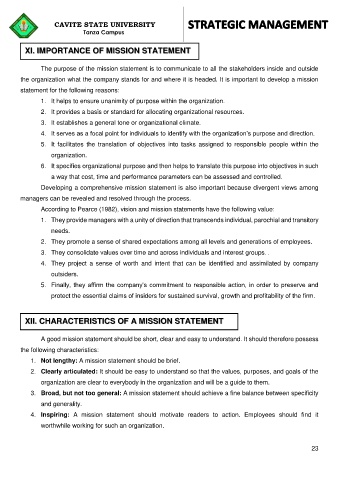 CAVITE STATE UNIVERSITY
Tanza Campus
STRATEGIC MANAGEMENT
XI. IMPORTANCE OF MISSION STATEMENT
The purpose of the mission statement is to communicate to all the stakeholders inside and outside
the organization what the company stands for and where it is headed. It is important to develop a mission
statement for the following reasons:
1. It helps to ensure unanimity of purpose within the organization.
2. It provides a basis or standard for allocating organizational resources.
3. It establishes a general tone or organizational climate.
4. It serves as a focal point for individuals to identify with the organization's purpose and direction.
5. It facilitates the translation of objectives into tasks assigned to responsible people within the
organization.
6. It specifies organizational purpose and then helps to translate this purpose into objectives in such
a way that cost, time and performance parameters can be assessed and controlled.
Developing a comprehensive mission statement is also important because divergent views among
managers can be revealed and resolved through the process.
According to Pearce (1982), vision and mission statements have the following value:
1. They provide managers with a unity of direction that transcends individual, parochial and transitory
needs.
2. They promote a sense of shared expectations among all levels and generations of employees.
3. They consolidate values over time and across individuals and interest groups. .
4. They project a sense of worth and intent that can be identified and assimilated by company
outsiders.
5. Finally, they affirm the company's commitment to responsible action, in order to preserve and
protect the essential claims of insiders for sustained survival, growth and profitability of the firm.
XII. CHARACTERISTICS OF A MISSION STATEMENT
A good mission statement should be short, clear and easy to understand. It should therefore possess
the following characteristics:
1. Not lengthy: A mission statement should be brief.
2. Clearly articulated: It should be easy to understand so that the values, purposes, and goals of the
organization are clear to everybody in the organization and will be a guide to them.
3. Broad, but not too general: A mission statement should achieve a fine balance between specificity
and generality.
4. Inspiring: A mission statement should motivate readers to action. Employees should find it
worthwhile working for such an organization.
23